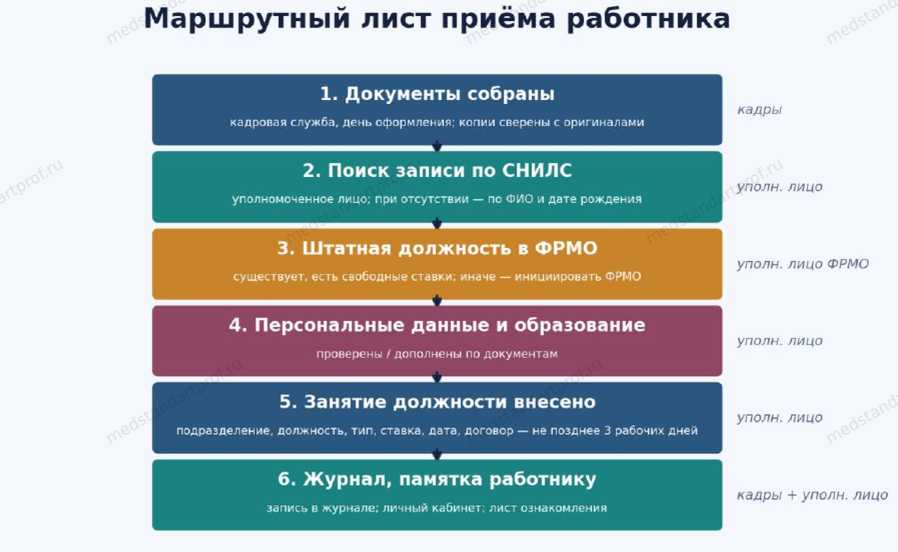 Маршрутный лист приёма работника
1. Документы собраны
кадровая служба, день оформления; копии сверены с оригиналами
кадры
2. Поиск записи по СНИЛС
уполномоченное лицо; при отсутствии — по ФИО и дате рождения
уполн. лицо
3. Штатная должность в ФРМО
существует, есть свободные ставки; иначе — инициировать ФРМО
уполн. лицо ФРМО
4. Персональные данные и образование
проверены / дополнены по документам
уполн. лицо
5. Занятие должности внесено
подразделение, должность, тип, ставка, дата, договор — не позднее 3 рабочих дней
уполн. лицо
6. Журнал, памятка работнику
запись в журнале; личный кабинет; лист ознакомления
кадры + уполн. лицо
medstandartprof.ru